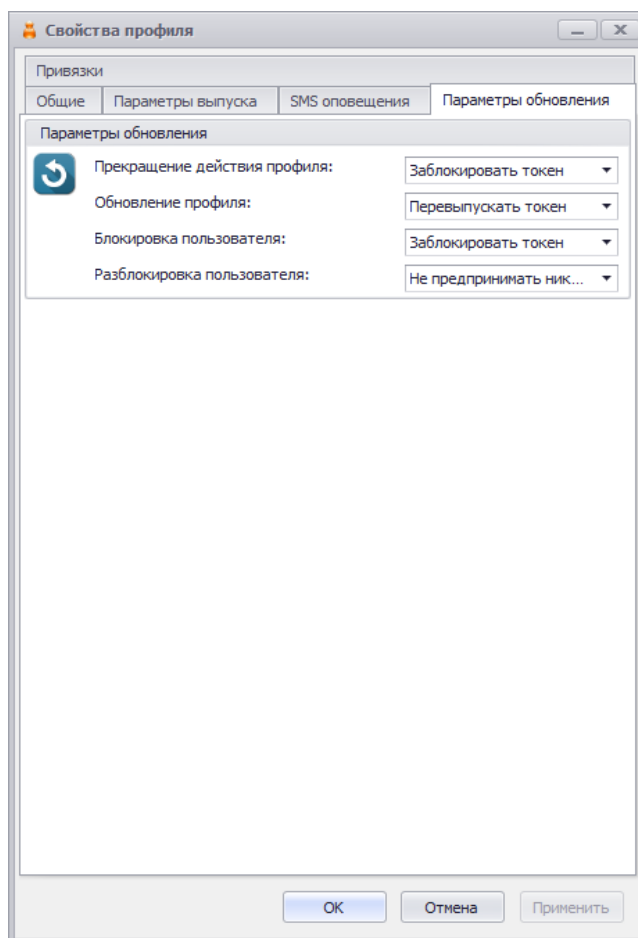 Свойства профиля
Привязки
Общие
Параметры выпуска
SMS оповещения
Параметры обновления
Параметры обновления
Прекращение действия профиля: Заблокировать токен
Обновление профиля: Перевыпускать токен
Блокировка пользователя: Заблокировать токен
Разблокировка пользователя: Не предпринимать ник...
OK
Отмена
Применить